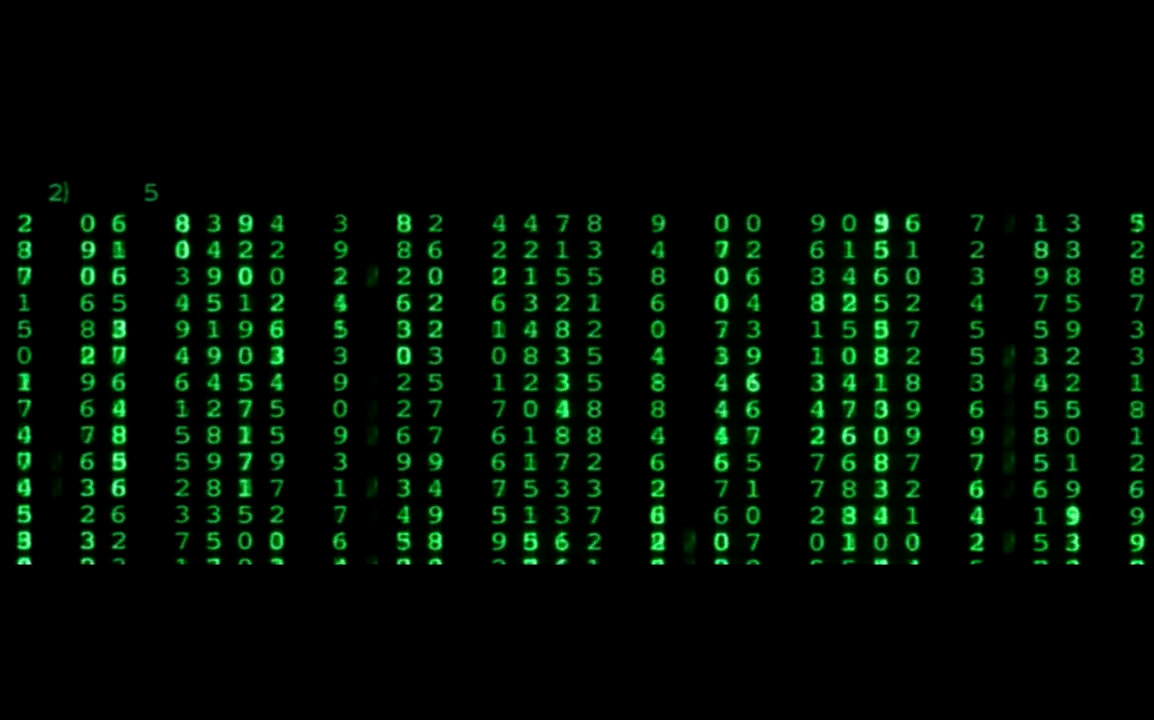 2) 5
2 0 6 8 3 9 4 3 8 2 4 4 7 8 9 0 0 9 0 9 6 7 1 3 5
8 9 1 0 4 2 2 9 8 6 2 2 1 3 4 7 2 6 1 5 1 2 8 3 2
7 0 6 3 9 0 0 2 2 0 2 1 5 5 8 0 6 3 4 6 0 3 9 8 8
1 6 5 4 5 1 2 4 6 2 6 3 2 1 6 0 4 8 2 5 2 4 7 5 7
5 8 3 9 1 9 6 5 3 2 1 4 8 2 0 7 3 1 5 5 7 5 5 9 3
0 2 7 4 9 0 3 3 0 3 0 8 3 5 4 3 9 1 0 8 2 5 3 2 3
1 9 6 6 4 5 4 9 2 5 1 2 3 5 8 4 6 3 4 1 8 3 4 2 1
7 6 4 1 2 7 5 0 2 7 7 0 4 8 8 4 6 4 7 3 9 6 5 5 8
4 7 8 5 8 1 5 9 6 7 6 1 8 8 4 4 7 2 6 0 9 9 8 0 1
6 5 5 9 7 9 3 9 9 6 1 7 2 6 6 5 7 6 8 7 7 5 1 2
4 3 6 2 8 1 7 1 3 4 7 5 3 3 2 7 1 7 8 3 2 6 6 9 6
5 2 6 3 3 5 2 7 4 9 5 1 3 7 6 6 0 2 8 4 1 4 1 9 9
3 3 2 7 5 0 0 6 5 8 9 5 6 2 2 0 7 0 1 0 0 2 5 3 9